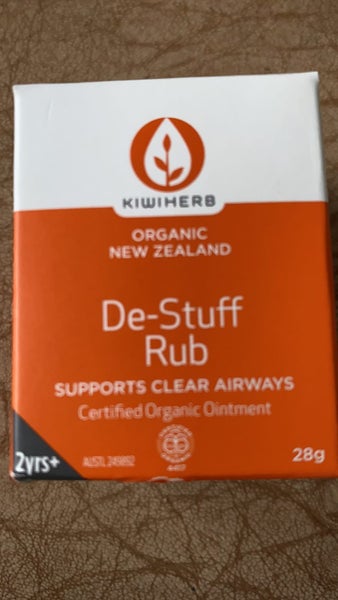 KIWIHERB
ORGANIC
NEW ZEALAND
De-Stuff
Rub
SUPPORTS CLEAR AIRWAYS
Certified Organic Ointment
2yrs+
28g